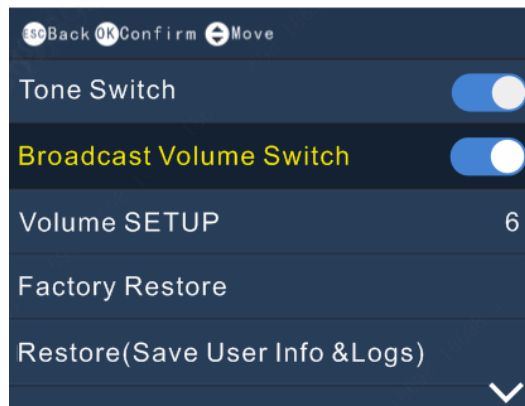 ESC Back OK Confirm Move
Tone Switch
Broadcast Volume Switch
Volume SETUP 6
Factory Restore
Restore(Save User Info &Logs)